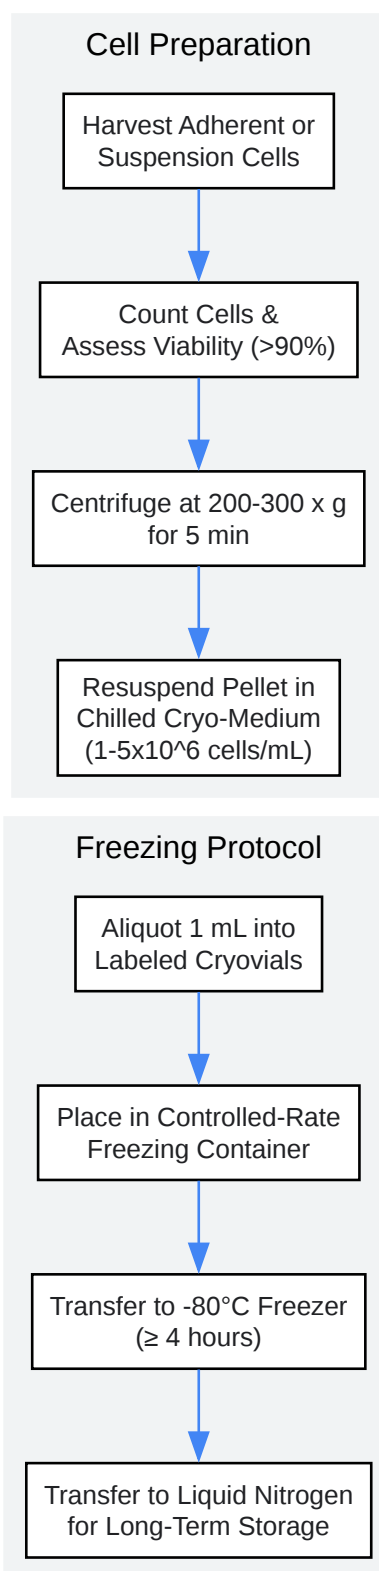 Cell Preparation
Harvest Adherent or
Suspension Cells
Count Cells &
Assess Viability (>90%)
Centrifuge at 200-300 x g
for 5 min
Resuspend Pellet in
Chilled Cryo-Medium
(1-5x10^6 cells/mL)
Freezing Protocol
Aliquot 1 mL into
Labeled Cryovials
Place in Controlled-Rate
Freezing Container
Transfer to -80°C Freezer
(≥ 4 hours)
Transfer to Liquid Nitrogen
for Long-Term Storage